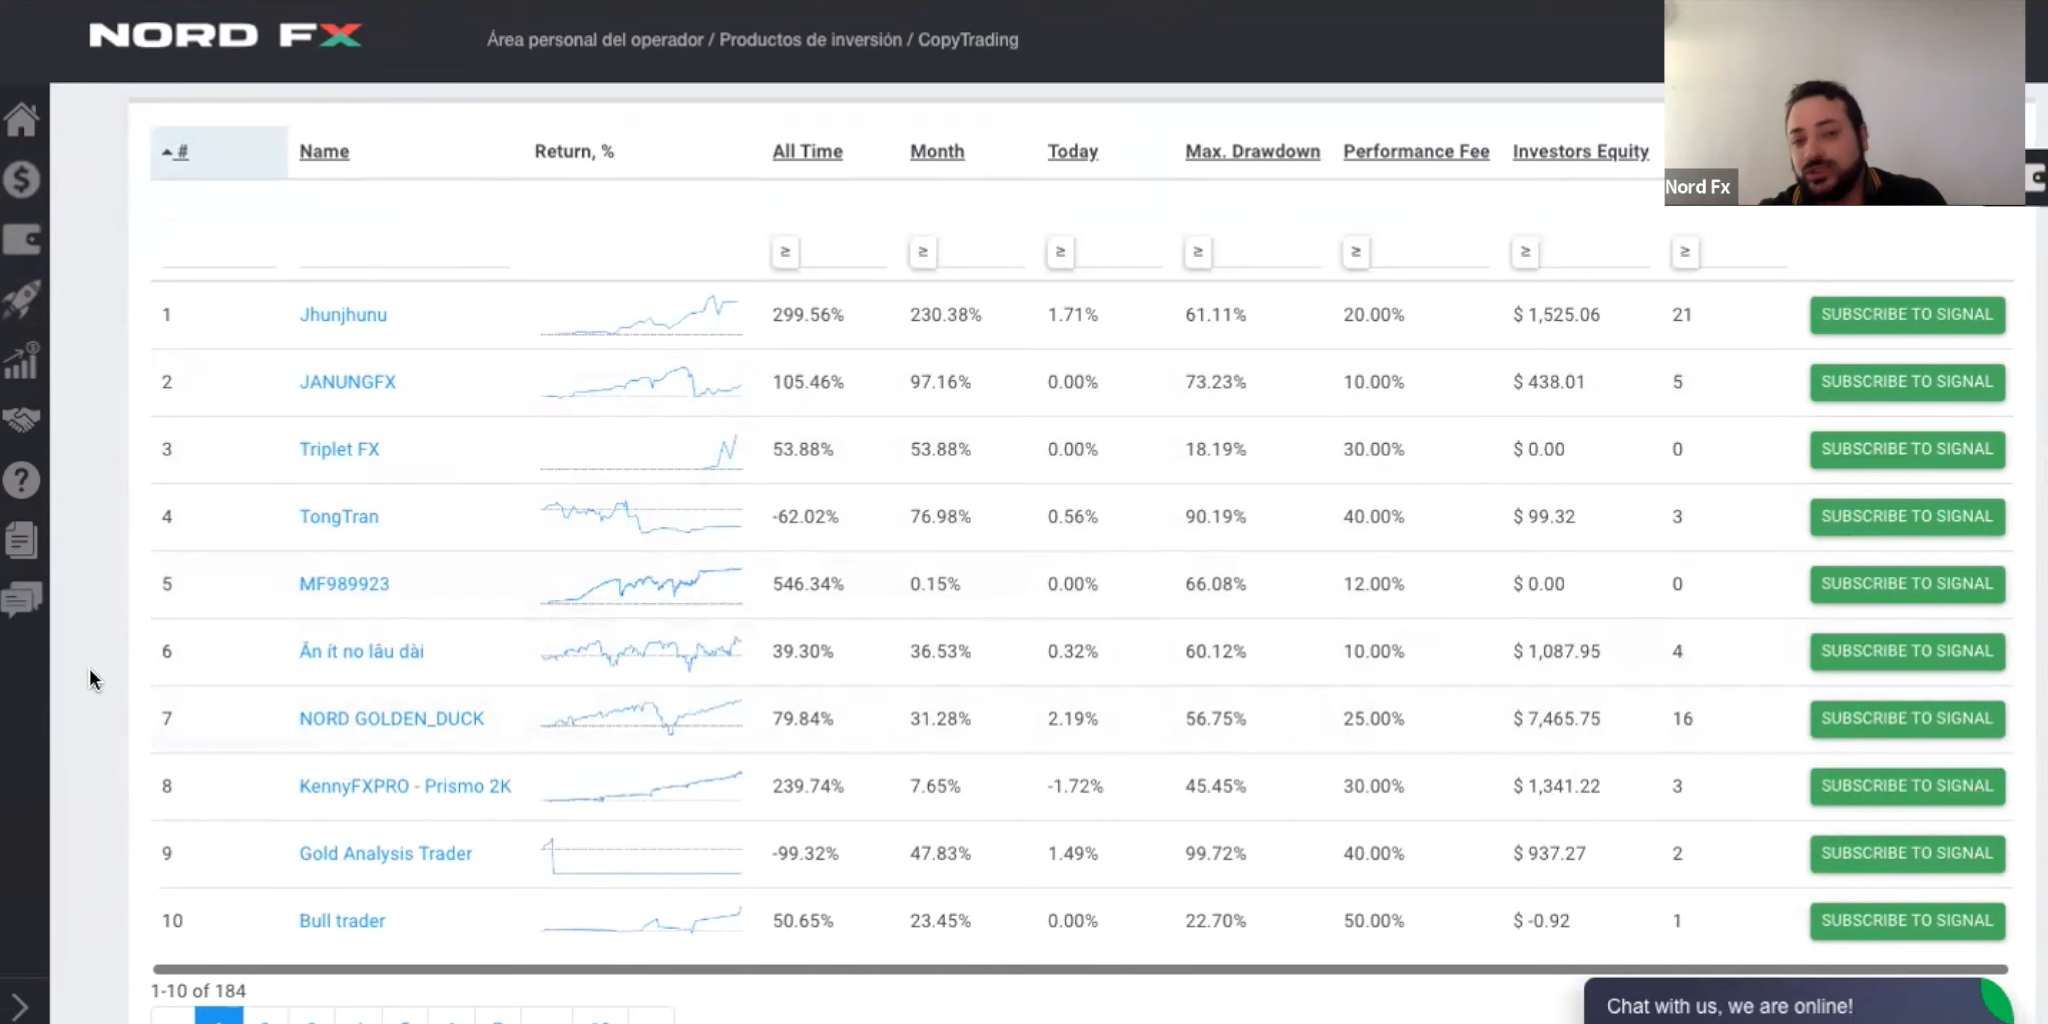 NORD FX
Área personal del operador / Productos de inversión / CopyTrading
Nord Fx
# Name Return, % All Time Month Today Max. Drawdown Performance Fee Investors Equity
≥ ≥ ≥ ≥ ≥ ≥ ≥
1 Jhunjhunu 299.56% 230.38% 1.71% 61.11% 20.00% $ 1,525.06 21 SUBSCRIBE TO SIGNAL
2 JANUNGFX 105.46% 97.16% 0.00% 73.23% 10.00% $ 438.01 5 SUBSCRIBE TO SIGNAL
3 Triplet FX 53.88% 53.88% 0.00% 18.19% 30.00% $ 0.00 0 SUBSCRIBE TO SIGNAL
4 TongTran -62.02% 76.98% 0.56% 90.19% 40.00% $ 99.32 3 SUBSCRIBE TO SIGNAL
5 MF989923 546.34% 0.15% 0.00% 66.08% 12.00% $ 0.00 0 SUBSCRIBE TO SIGNAL
6 Ăn ít no lâu dài 39.30% 36.53% 0.32% 60.12% 10.00% $ 1,087.95 4 SUBSCRIBE TO SIGNAL
7 NORD GOLDEN_DUCK 79.84% 31.28% 2.19% 56.75% 25.00% $ 7,465.75 16 SUBSCRIBE TO SIGNAL
8 KennyFXPRO - Prismo 2K 239.74% 7.65% -1.72% 45.45% 30.00% $ 1,341.22 3 SUBSCRIBE TO SIGNAL
9 Gold Analysis Trader -99.32% 47.83% 1.49% 99.72% 40.00% $ 937.27 2 SUBSCRIBE TO SIGNAL
10 Bull trader 50.65% 23.45% 0.00% 22.70% 50.00% $ -0.92 1 SUBSCRIBE TO SIGNAL
1-10 of 184
Chat with us, we are online!